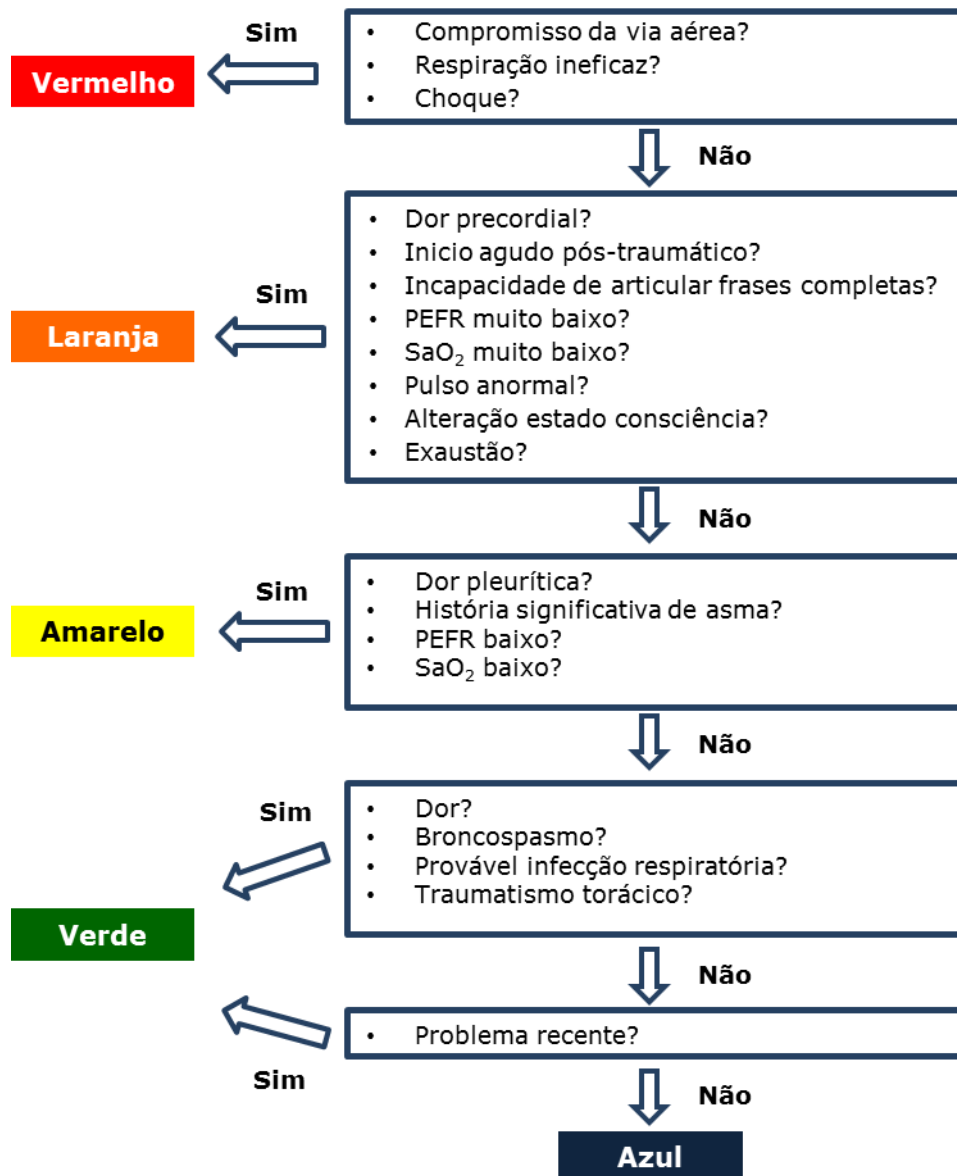 Sim
• Compromisso da via aérea?
• Respiração ineficaz?
• Choque?
Vermelho
Não
• Dor precordial?
• Inicio agudo pós-traumático?
• Incapacidade de articular frases completas?
• PEFR muito baixo?
• SaO₂ muito baixo?
• Pulso anormal?
• Alteração estado consciência?
• Exaustão?
Sim
Laranja
Não
• Dor pleurítica?
• História significativa de asma?
• PEFR baixo?
• SaO₂ baixo?
Sim
Amarelo
Não
• Dor?
• Broncospasmo?
• Provável infecção respiratória?
• Traumatismo torácico?
Sim
Verde
Não
• Problema recente?
Sim
Não
Azul